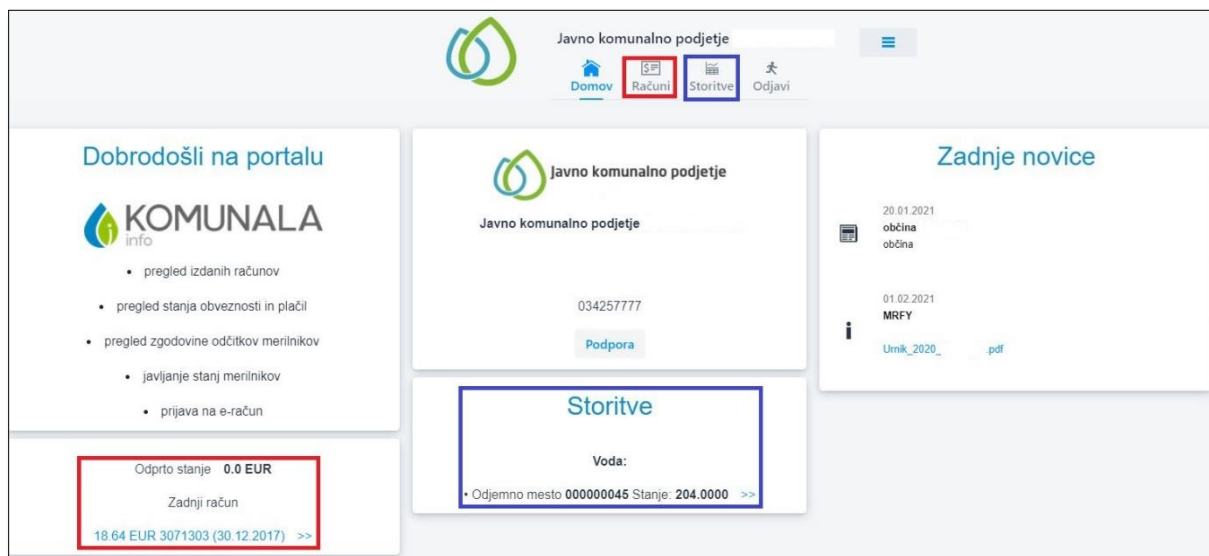 Javno komunalno podjetje
Domov Računi Storitve Odjavi
Dobrodošli na portalu
KOMUNALA
info
• pregled izdanih računov
• pregled stanja obveznosti in plačil
• pregled zgodovine odčitkov merilnikov
• javljanje stanj merilnikov
• prijava na e-račun
Odprto stanje 0.0 EUR
Zadnji račun
18.64 EUR 3071303 (30.12.2017) >>
Javno komunalno podjetje
Javno komunalno podjetje
034257777
Podpora
Storitve
Voda:
• Odjemno mesto 000000045 Stanje: 204.0000 >>
Zadnje novice
20.01.2021
občina
občina
01.02.2021
MRFY
Urnik_2020_ .pdf